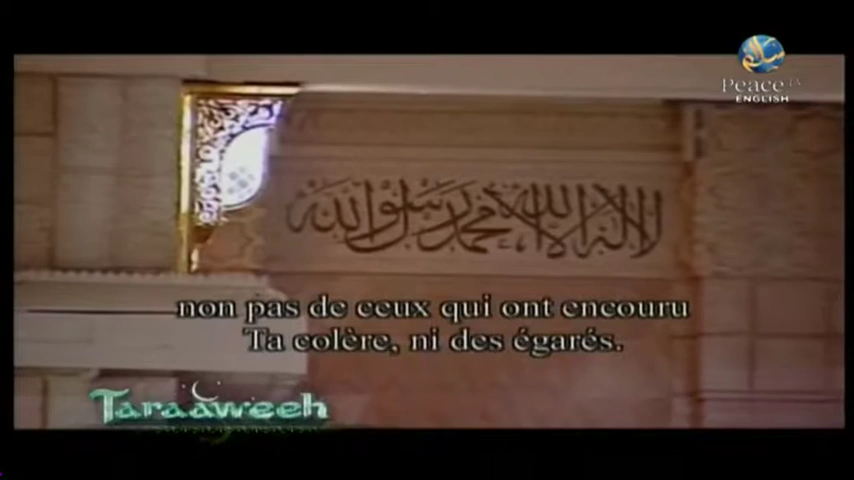 Peace TV
ENGLISH
لا إله إلا الله محمد رسول الله
non pas de ceux qui ont encouru
Ta colère, ni des égarés.
Taraaweeh